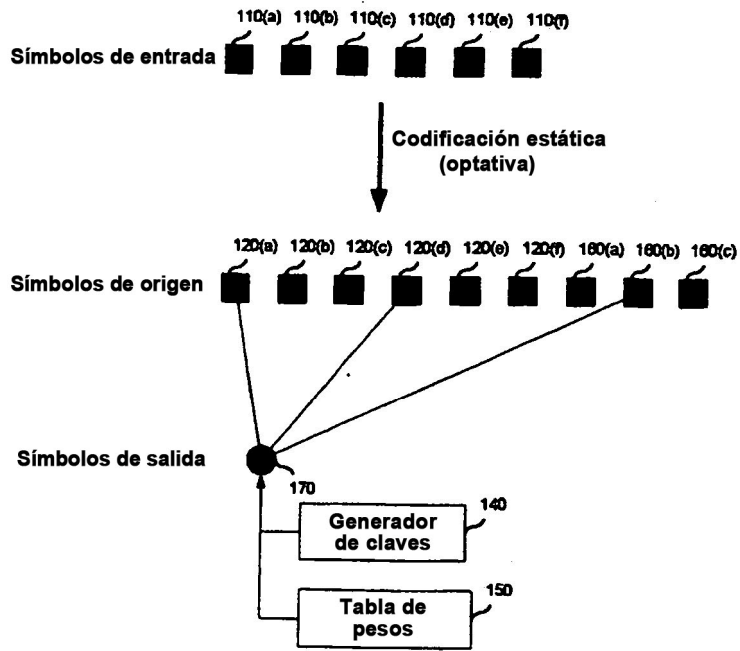 110(a) 110(b) 110(c) 110(d) 110(e) 110(f)
Símbolos de entrada
Codificación estática
(optativa)
120(a) 120(b) 120(c) 120(d) 120(e) 120(f) 160(a) 160(b) 160(c)
Símbolos de origen
Símbolos de salida
170
140
Generador
de claves
150
Tabla de
pesos